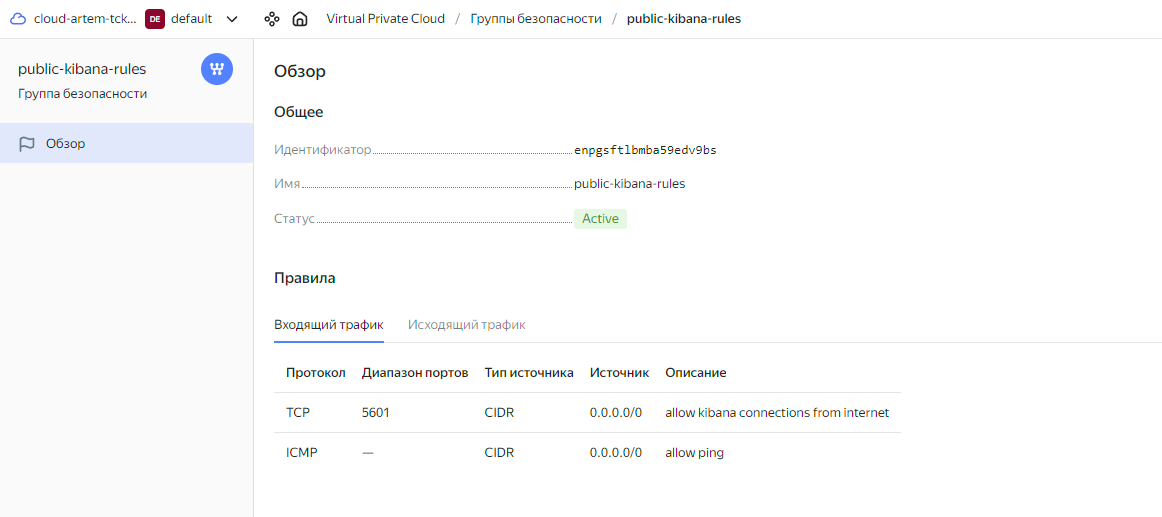 cloud-artem-tck... DE default Virtual Private Cloud / Группы безопасности / public-kibana-rules
public-kibana-rules
Группа безопасности
Обзор
Обзор
Общее
Идентификатор enpgsftlbmba59edv9bs
Имя public-kibana-rules
Статус Active
Правила
Входящий трафик Исходящий трафик
Протокол Диапазон портов Тип источника Источник Описание
TCP 5601 CIDR 0.0.0.0/0 allow kibana connections from internet
ICMP — CIDR 0.0.0.0/0 allow ping